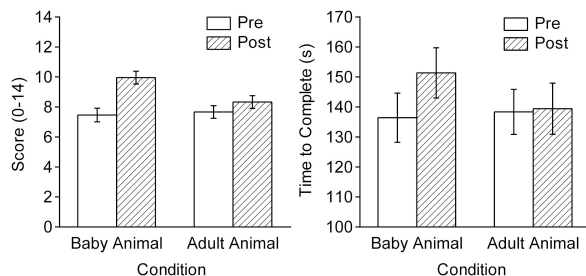 14
12
10
8
6
4
2
0
Score (0-14)
Pre
Post
Baby Animal
Adult Animal
Condition
170
160
150
140
130
120
110
100
Time to Complete (s)
Pre
Post
Baby Animal
Adult Animal
Condition